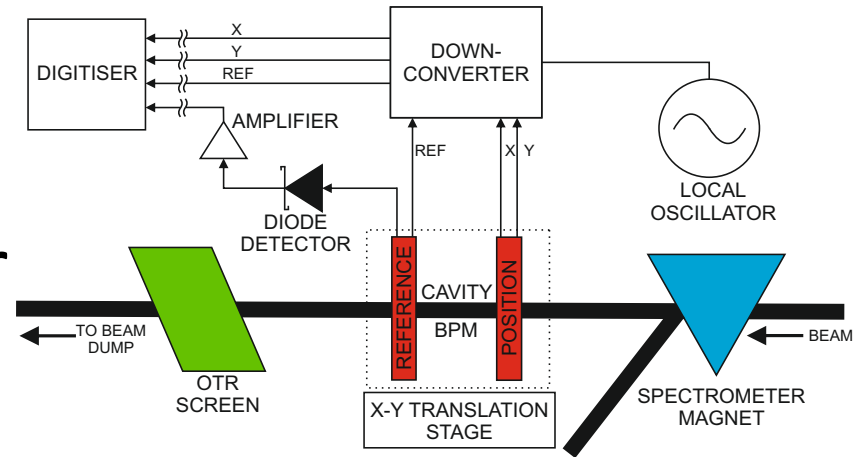 X
Y
REF
DIGITISER
DOWN-
CONVERTER
AMPLIFIER
REF
X Y
LOCAL
OSCILLATOR
DIODE
DETECTOR
REFERENCE
CAVITY
BPM
POSITION
TO BEAM
DUMP
BEAM
OTR
SCREEN
X-Y TRANSLATION
STAGE
SPECTROMETER
MAGNET